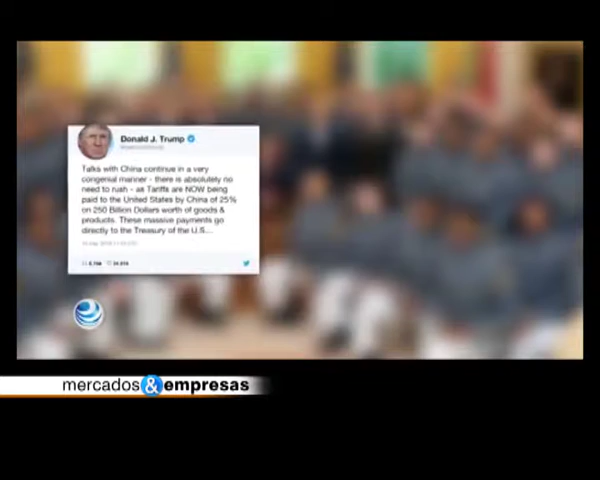 Donald J. Trump
Talks with China continue in a very
congenial manner - there is absolutely no
need to rush - as Tariffs are NOW being
paid to the United States by China of 25%
on 250 Billion Dollars worth of goods &
products. These massive payments go
directly to the Treasury of the U.S....
mercados&empresas